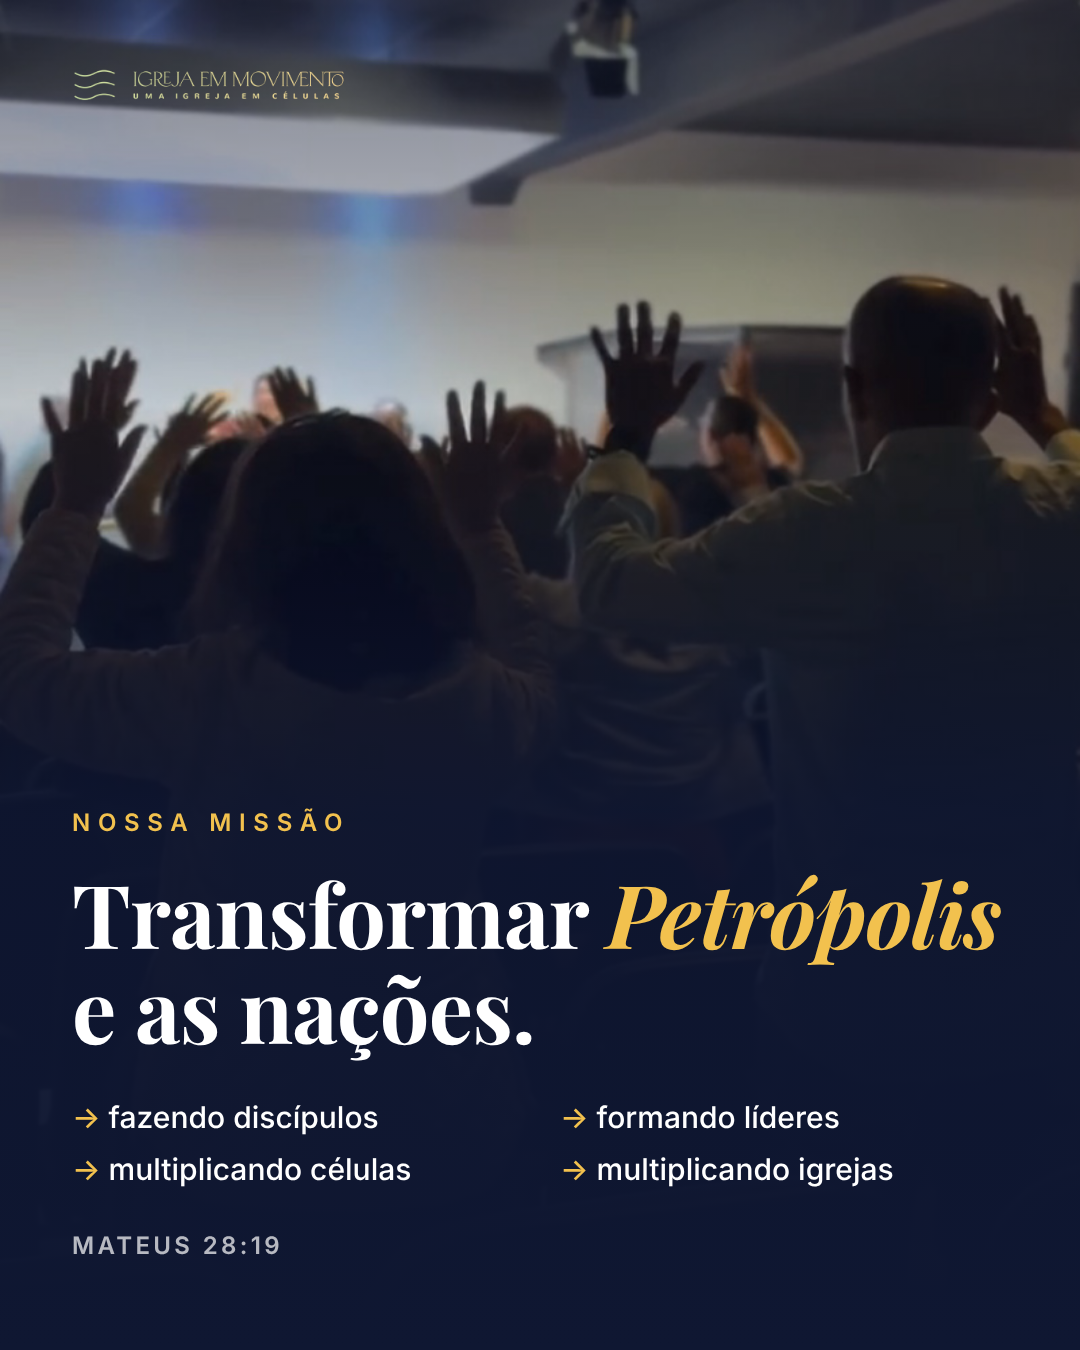 IGREJA EM MOVIMENTO
UMA IGREJA EM CÉLULAS
NOSSA MISSÃO
Transformar Petrópolis
e as nações.
→ fazendo discípulos
→ formando líderes
→ multiplicando células
→ multiplicando igrejas
MATEUS 28:19